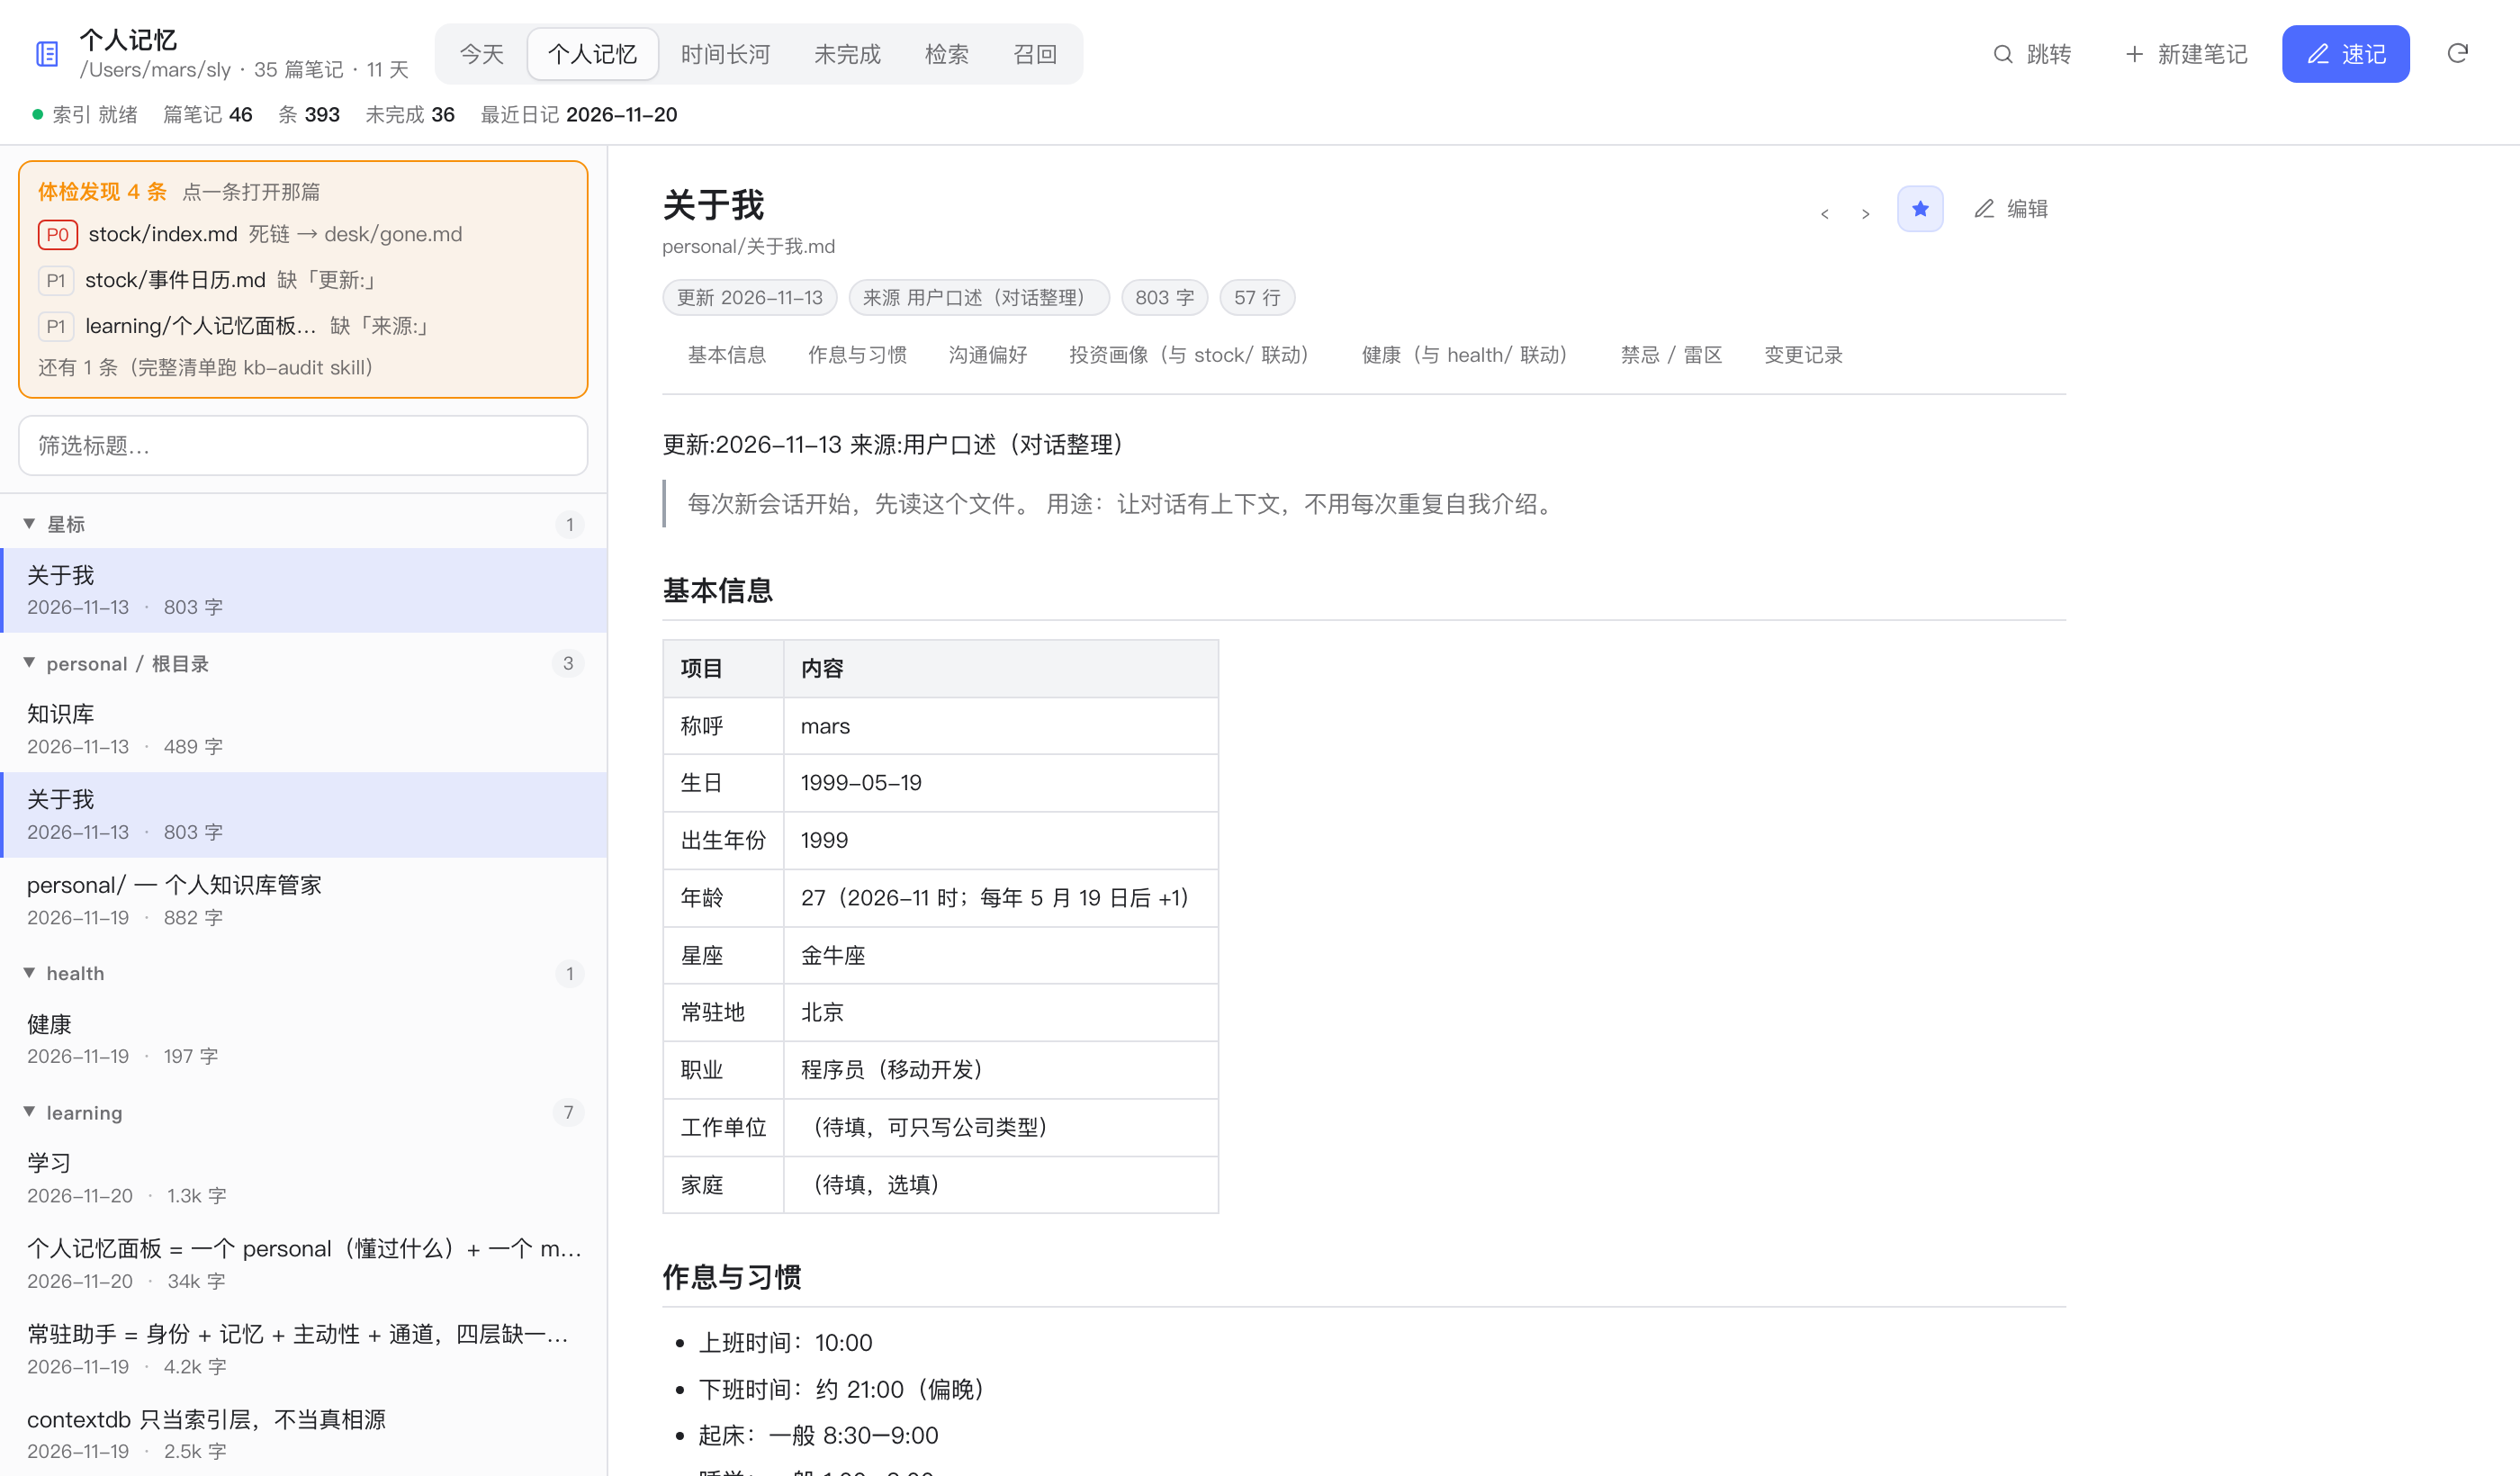 个人记忆
/Users/mars/sly · 35 篇笔记 · 11 天
今天 个人记忆 时间长河 未完成 检索 召回
跳转 新建笔记 速记
索引 就绪 篇笔记 46 条 393 未完成 36 最近日记 2026-11-20
体检发现 4 条 点一条打开那篇
P0 stock/index.md 死链 → desk/gone.md
P1 stock/事件日历.md 缺「更新:」
P1 learning/个人记忆面板... 缺「来源:」
还有 1 条（完整清单跑 kb-audit skill）
筛选标题...
星标 1
关于我
2026-11-13 · 803 字
personal / 根目录 3
知识库
2026-11-13 · 489 字
关于我
2026-11-13 · 803 字
personal/ — 个人知识库管家
2026-11-19 · 882 字
health 1
健康
2026-11-19 · 197 字
learning 7
学习
2026-11-20 · 1.3k 字
个人记忆面板 = 一个 personal（懂过什么）+ 一个 m...
2026-11-20 · 34k 字
常驻助手 = 身份 + 记忆 + 主动性 + 通道，四层缺一...
2026-11-19 · 4.2k 字
contextdb 只当索引层，不当真相源
2026-11-19 · 2.5k 字
关于我
< > 编辑
personal/关于我.md
更新 2026-11-13 来源 用户口述（对话整理） 803 字 57 行
基本信息 作息与习惯 沟通偏好 投资画像（与 stock/ 联动） 健康（与 health/ 联动） 禁忌 / 雷区 变更记录
更新:2026-11-13 来源:用户口述（对话整理）
每次新会话开始，先读这个文件。 用途：让对话有上下文，不用每次重复自我介绍。
基本信息
项目 内容
称呼 mars
生日 1999-05-19
出生年份 1999
年龄 27（2026-11 时；每年 5 月 19 日后 +1）
星座 金牛座
常驻地 北京
职业 程序员（移动开发）
工作单位 （待填，可只写公司类型）
家庭 （待填，选填）
作息与习惯
• 上班时间：10:00
• 下班时间：约 21:00（偏晚）
• 起床：一般 8:30–9:00